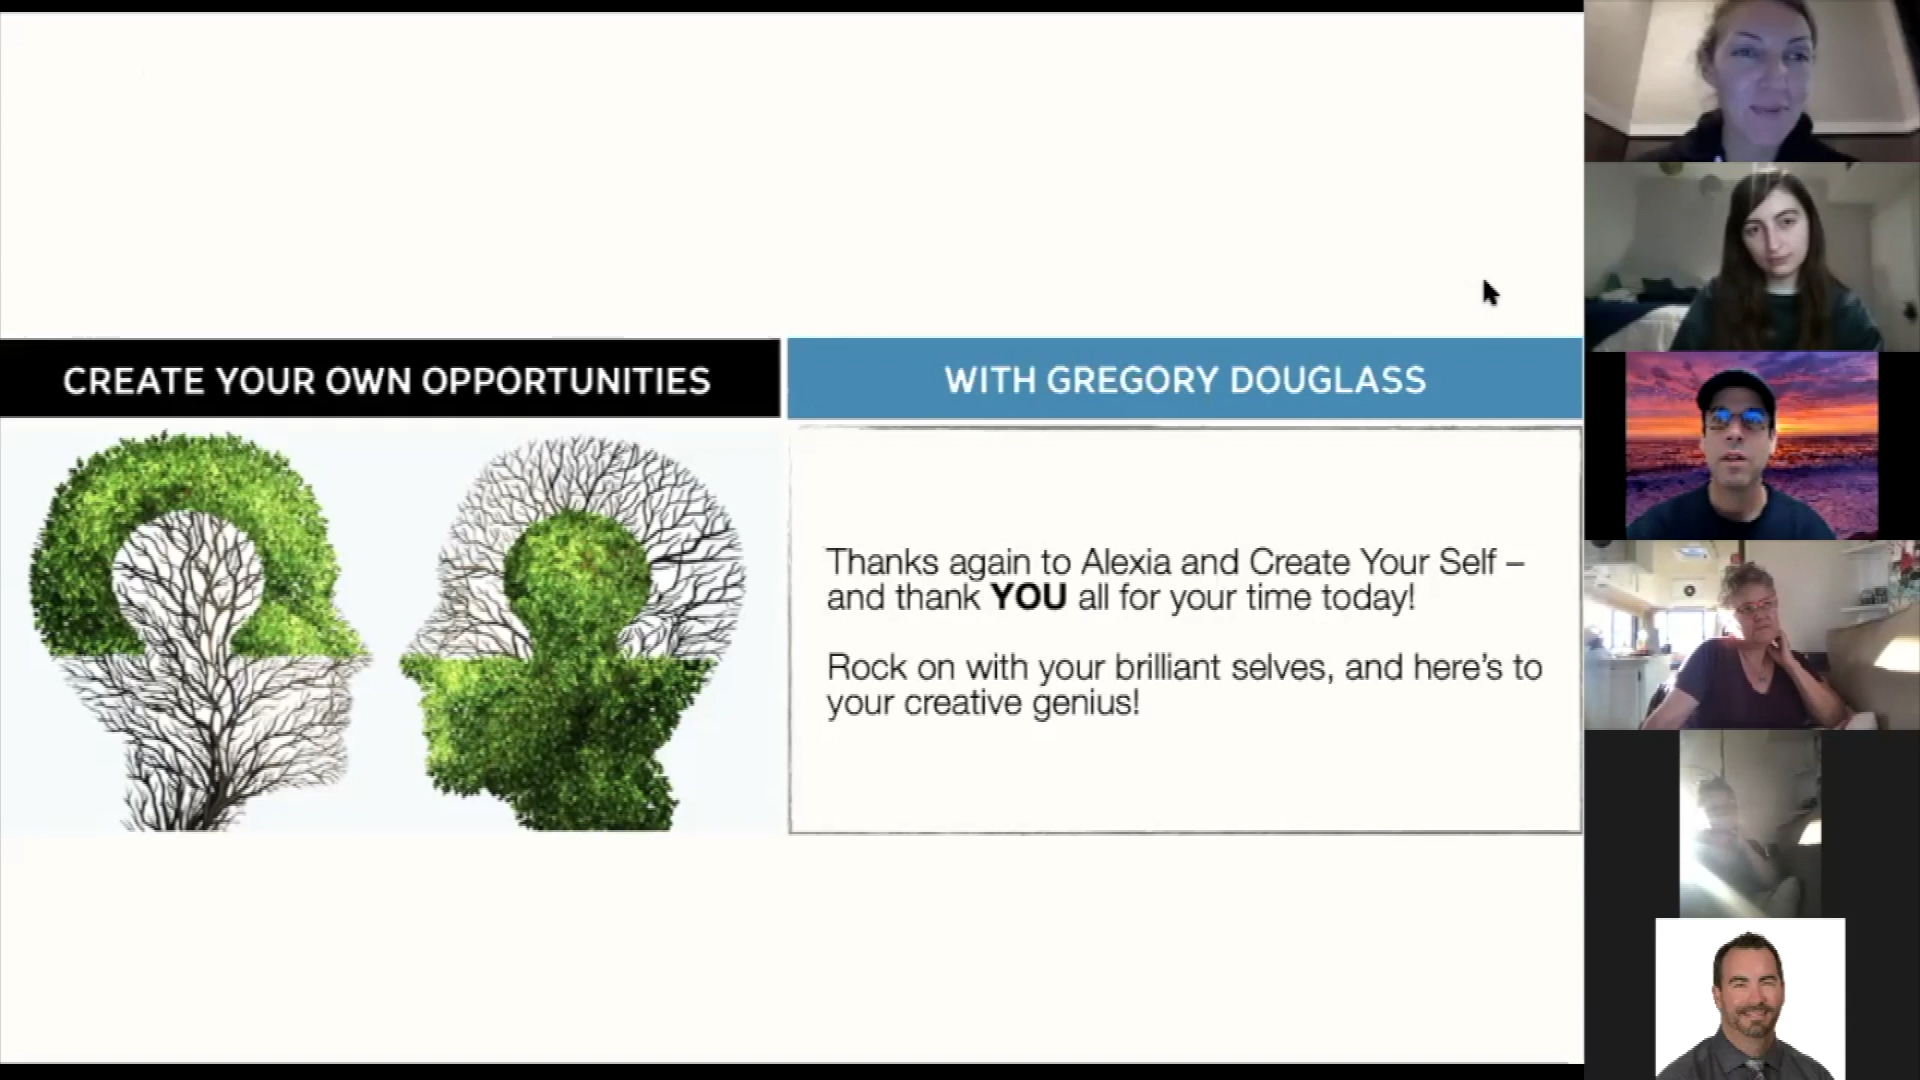 CREATE YOUR OWN OPPORTUNITIES
WITH GREGORY DOUGLASS
Thanks again to Alexia and Create Your Self –
and thank YOU all for your time today!
Rock on with your brilliant selves, and here's to
your creative genius!